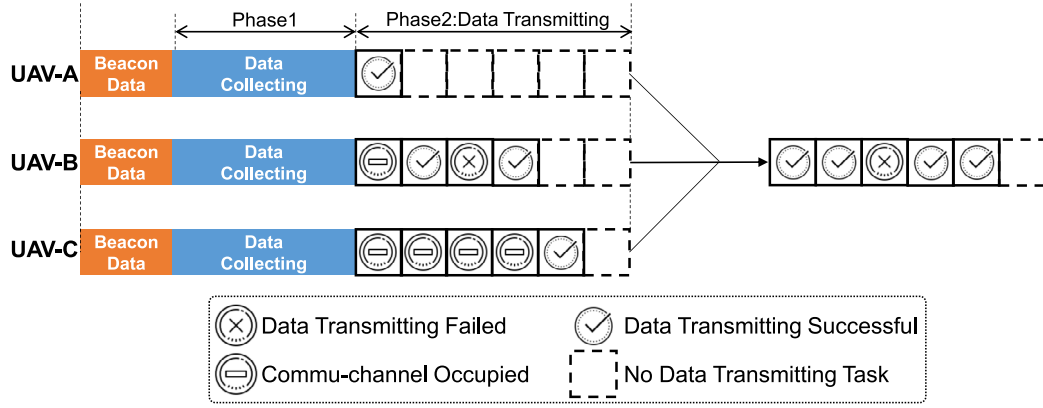 Phase1
Phase2:Data Transmitting
UAV-A
Beacon
Data
Data
Collecting
UAV-B
Beacon
Data
Data
Collecting
UAV-C
Beacon
Data
Data
Collecting
Data Transmitting Failed
Data Transmitting Successful
Commu-channel Occupied
No Data Transmitting Task